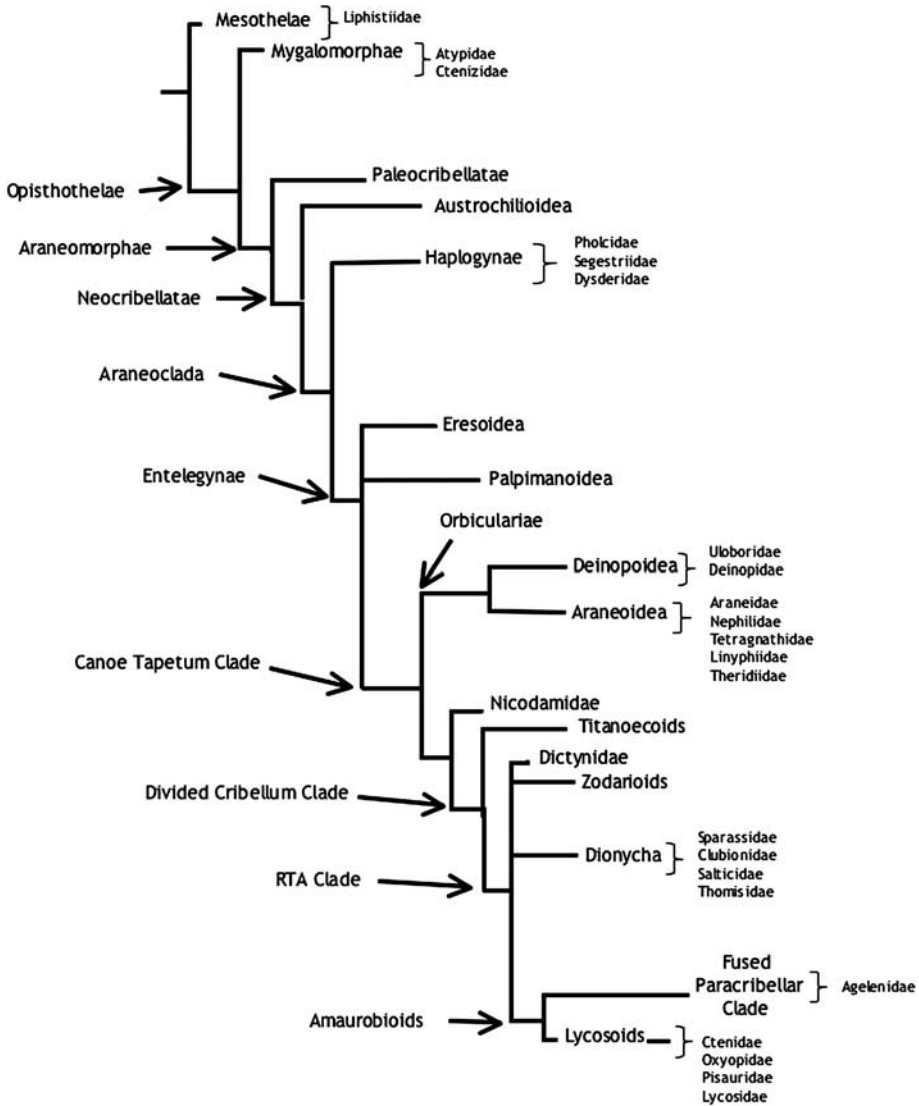 Mesothelae
Liphistiidae
Mygalomorphae
Atypidae
Ctenizidae
Opisthothelae
Paleocribellatae
Austrochilioidea
Araneomorphae
Haplogynae
Pholcidae
Segestriidae
Dysderidae
Neocribellatae
Araneoclada
Eresoidea
Entelegynae
Palpimanoidea
Orbiculariae
Deinopoidea
Uloboridae
Deinopidae
Araneoidea
Araneidae
Nephilidae
Tetragnathidae
Linyphiidae
Theridiidae
Canoe Tapetum Clade
Nicodamidae
Titanoecoids
Dictynidae
Zodarioids
Divided Cribellum Clade
Dionycha
Sparassidae
Clubionidae
Salticidae
Thomisidae
RTA Clade
Fused
Paracribellar
Clade
Agelenidae
Amaurobioids
Lycosoids
Ctenidae
Oxyopidae
Pisauridae
Lycosidae